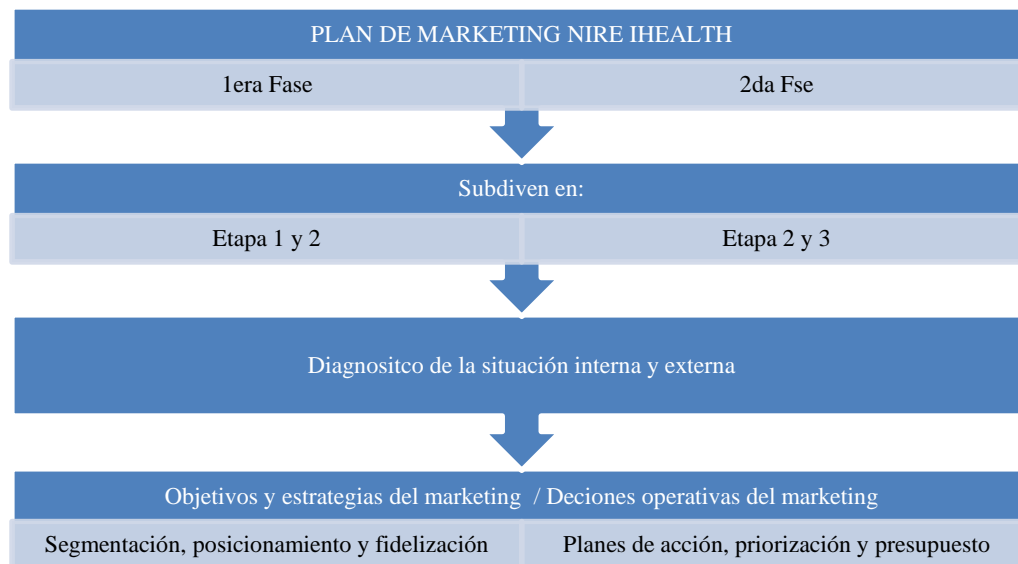 PLAN DE MARKETING NIRE IHEALTH
1era Fase
2da Fse
Subdiven en:
Etapa 1 y 2
Etapa 2 y 3
Diagnositco de la situación interna y externa
Objetivos y estrategias del marketing / Deciones operativas del marketing
Segmentación, posicionamiento y fidelización
Planes de acción, priorización y presupuesto